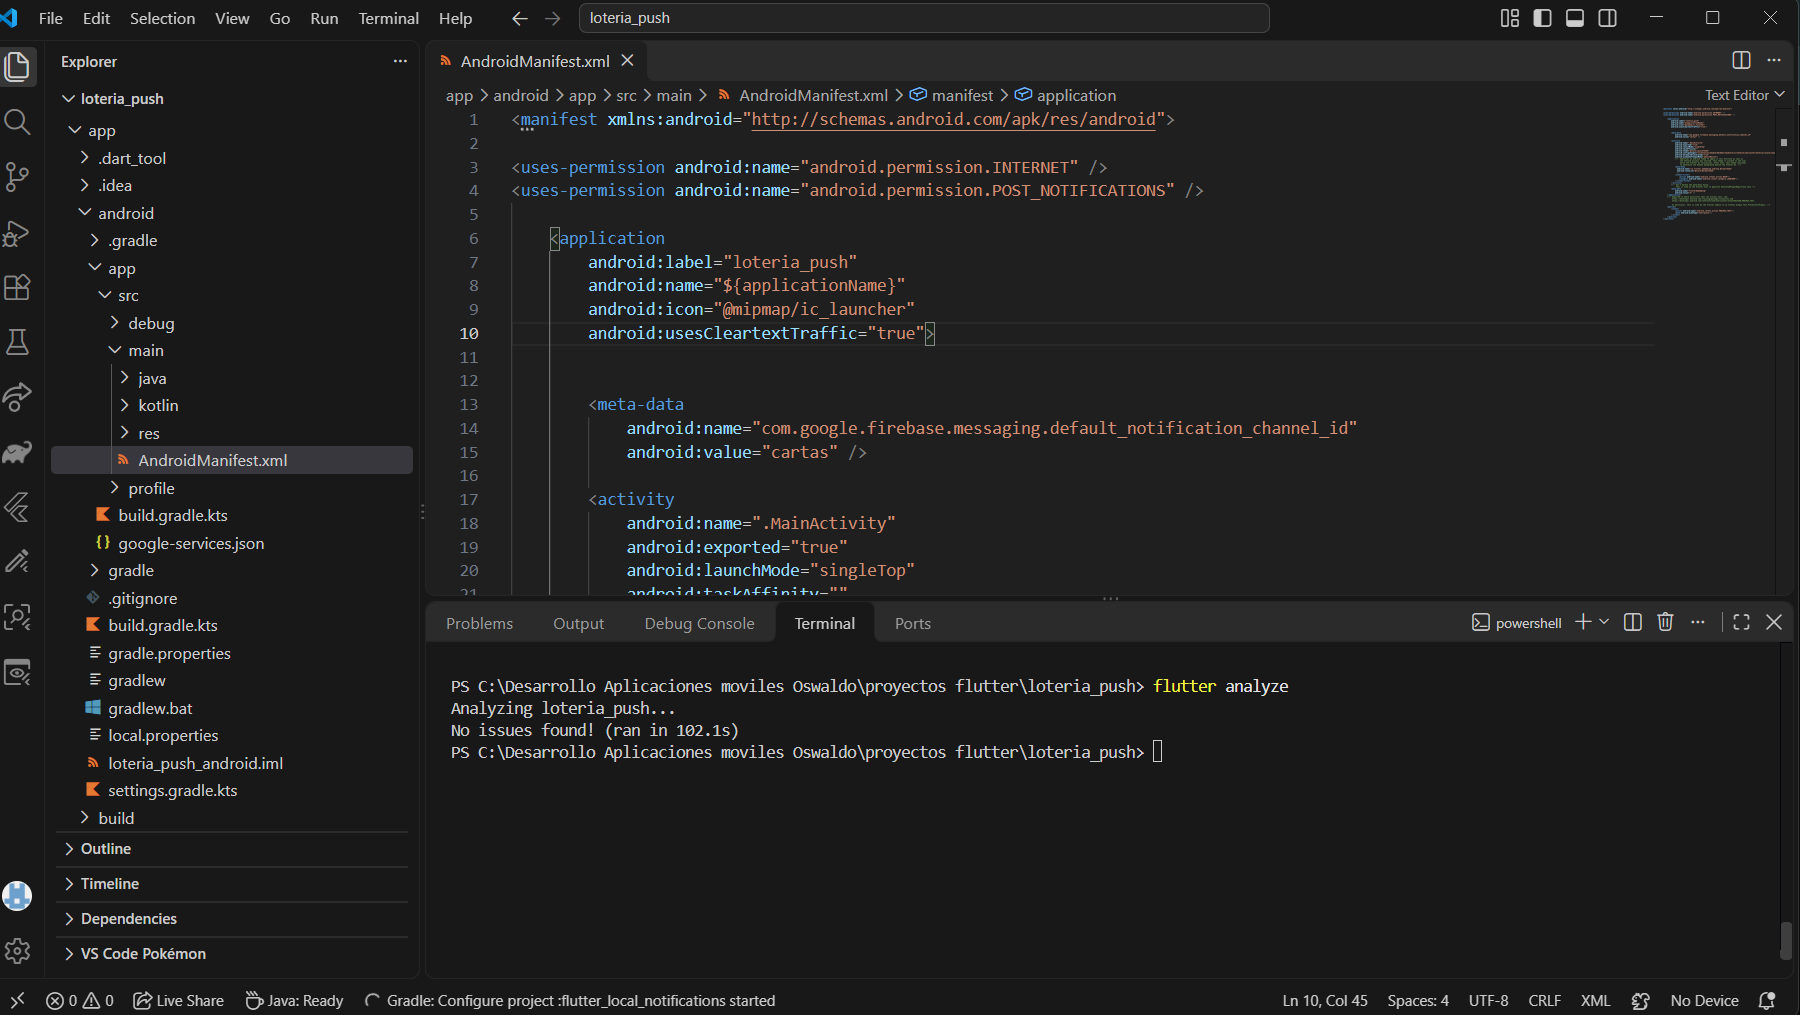 File Edit Selection View Go Run Terminal Help
loteria_push
Explorer
loteria_push
app
.dart_tool
.idea
android
.gradle
app
src
debug
main
java
kotlin
res
AndroidManifest.xml
profile
build.gradle.kts
google-services.json
gradle
.gitignore
build.gradle.kts
gradle.properties
gradlew
gradlew.bat
local.properties
loteria_push_android.iml
settings.gradle.kts
build
Outline
Timeline
Dependencies
VS Code Pokémon
AndroidManifest.xml
app > android > app > src > main > AndroidManifest.xml > manifest > application
Text Editor
1 <manifest xmlns:android="http://schemas.android.com/apk/res/android">
2
3 <uses-permission android:name="android.permission.INTERNET" />
4 <uses-permission android:name="android.permission.POST_NOTIFICATIONS" />
5
6 <application
7 android:label="loteria_push"
8 android:name="${applicationName}"
9 android:icon="@mipmap/ic_launcher"
10 android:usesCleartextTraffic="true">
11
12
13 <meta-data
14 android:name="com.google.firebase.messaging.default_notification_channel_id"
15 android:value="cartas" />
16
17 <activity
18 android:name=".MainActivity"
19 android:exported="true"
20 android:launchMode="singleTop"
21 android:taskAffinity=""
Problems Output Debug Console Terminal Ports
powershell
PS C:\Desarrollo Aplicaciones moviles Oswaldo\proyectos flutter\loteria_push> flutter analyze
Analyzing loteria_push...
No issues found! (ran in 102.1s)
PS C:\Desarrollo Aplicaciones moviles Oswaldo\proyectos flutter\loteria_push>
0 0 Live Share Java: Ready Gradle: Configure project :flutter_local_notifications started
Ln 10, Col 45 Spaces: 4 UTF-8 CRLF XML No Device